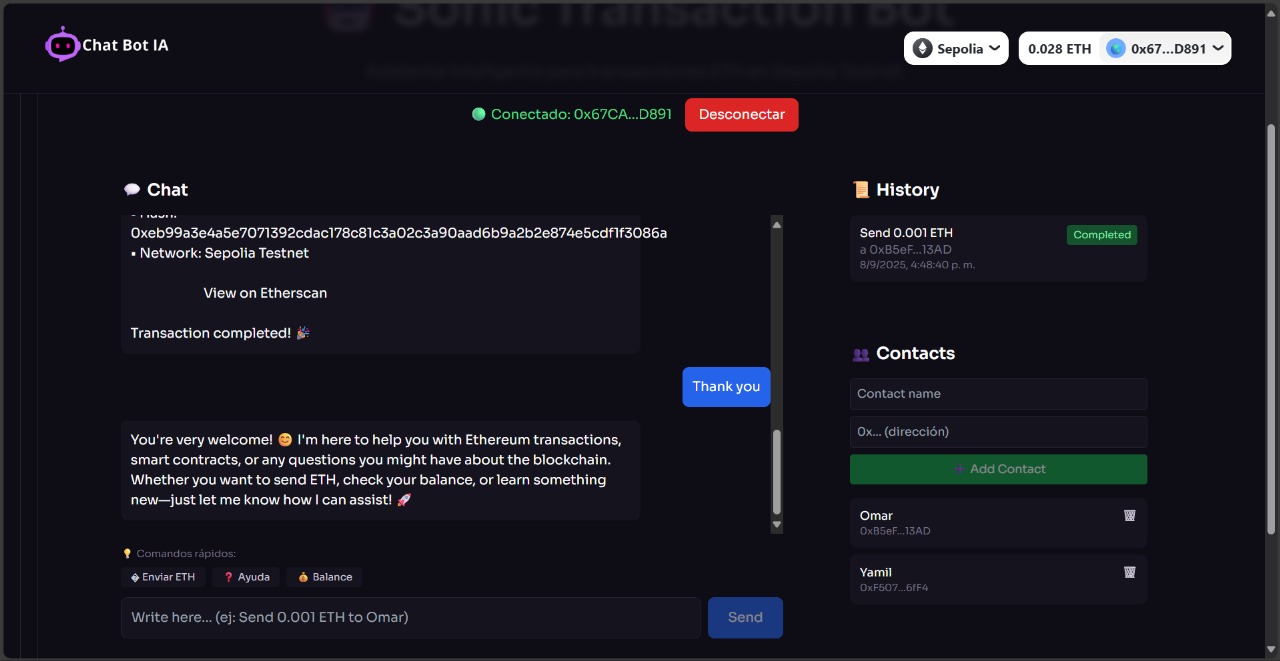 Sonic Transaction Bot
Chat Bot IA
Sepolia
0.028 ETH
0x67...D891
Conectado: 0x67CA...D891
Desconectar
Chat
• Hash:
0xeb99a3e4a5e7071392cdac178c81c3a02c3a90aad6b9a2b2e874e5cdf1f3086a
▪ Network: Sepolia Testnet
View on Etherscan
Transaction completed! 🎉
Thank you
You're very welcome! 😊 I'm here to help you with Ethereum transactions,
smart contracts, or any questions you might have about the blockchain.
Whether you want to send ETH, check your balance, or learn something
new—just let me know how I can assist! 🚀
Comandos rápidos:
� Enviar ETH
❓ Ayuda
💰 Balance
Write here... (ej: Send 0.001 ETH to Omar)
Send
History
Send 0.001 ETH
Completed
a 0xB5eF...13AD
8/9/2025, 4:48:40 p. m.
Contacts
Contact name
0x... (dirección)
➕ Add Contact
Omar
0xB5eF...13AD
Yamil
0xF507...6fF4